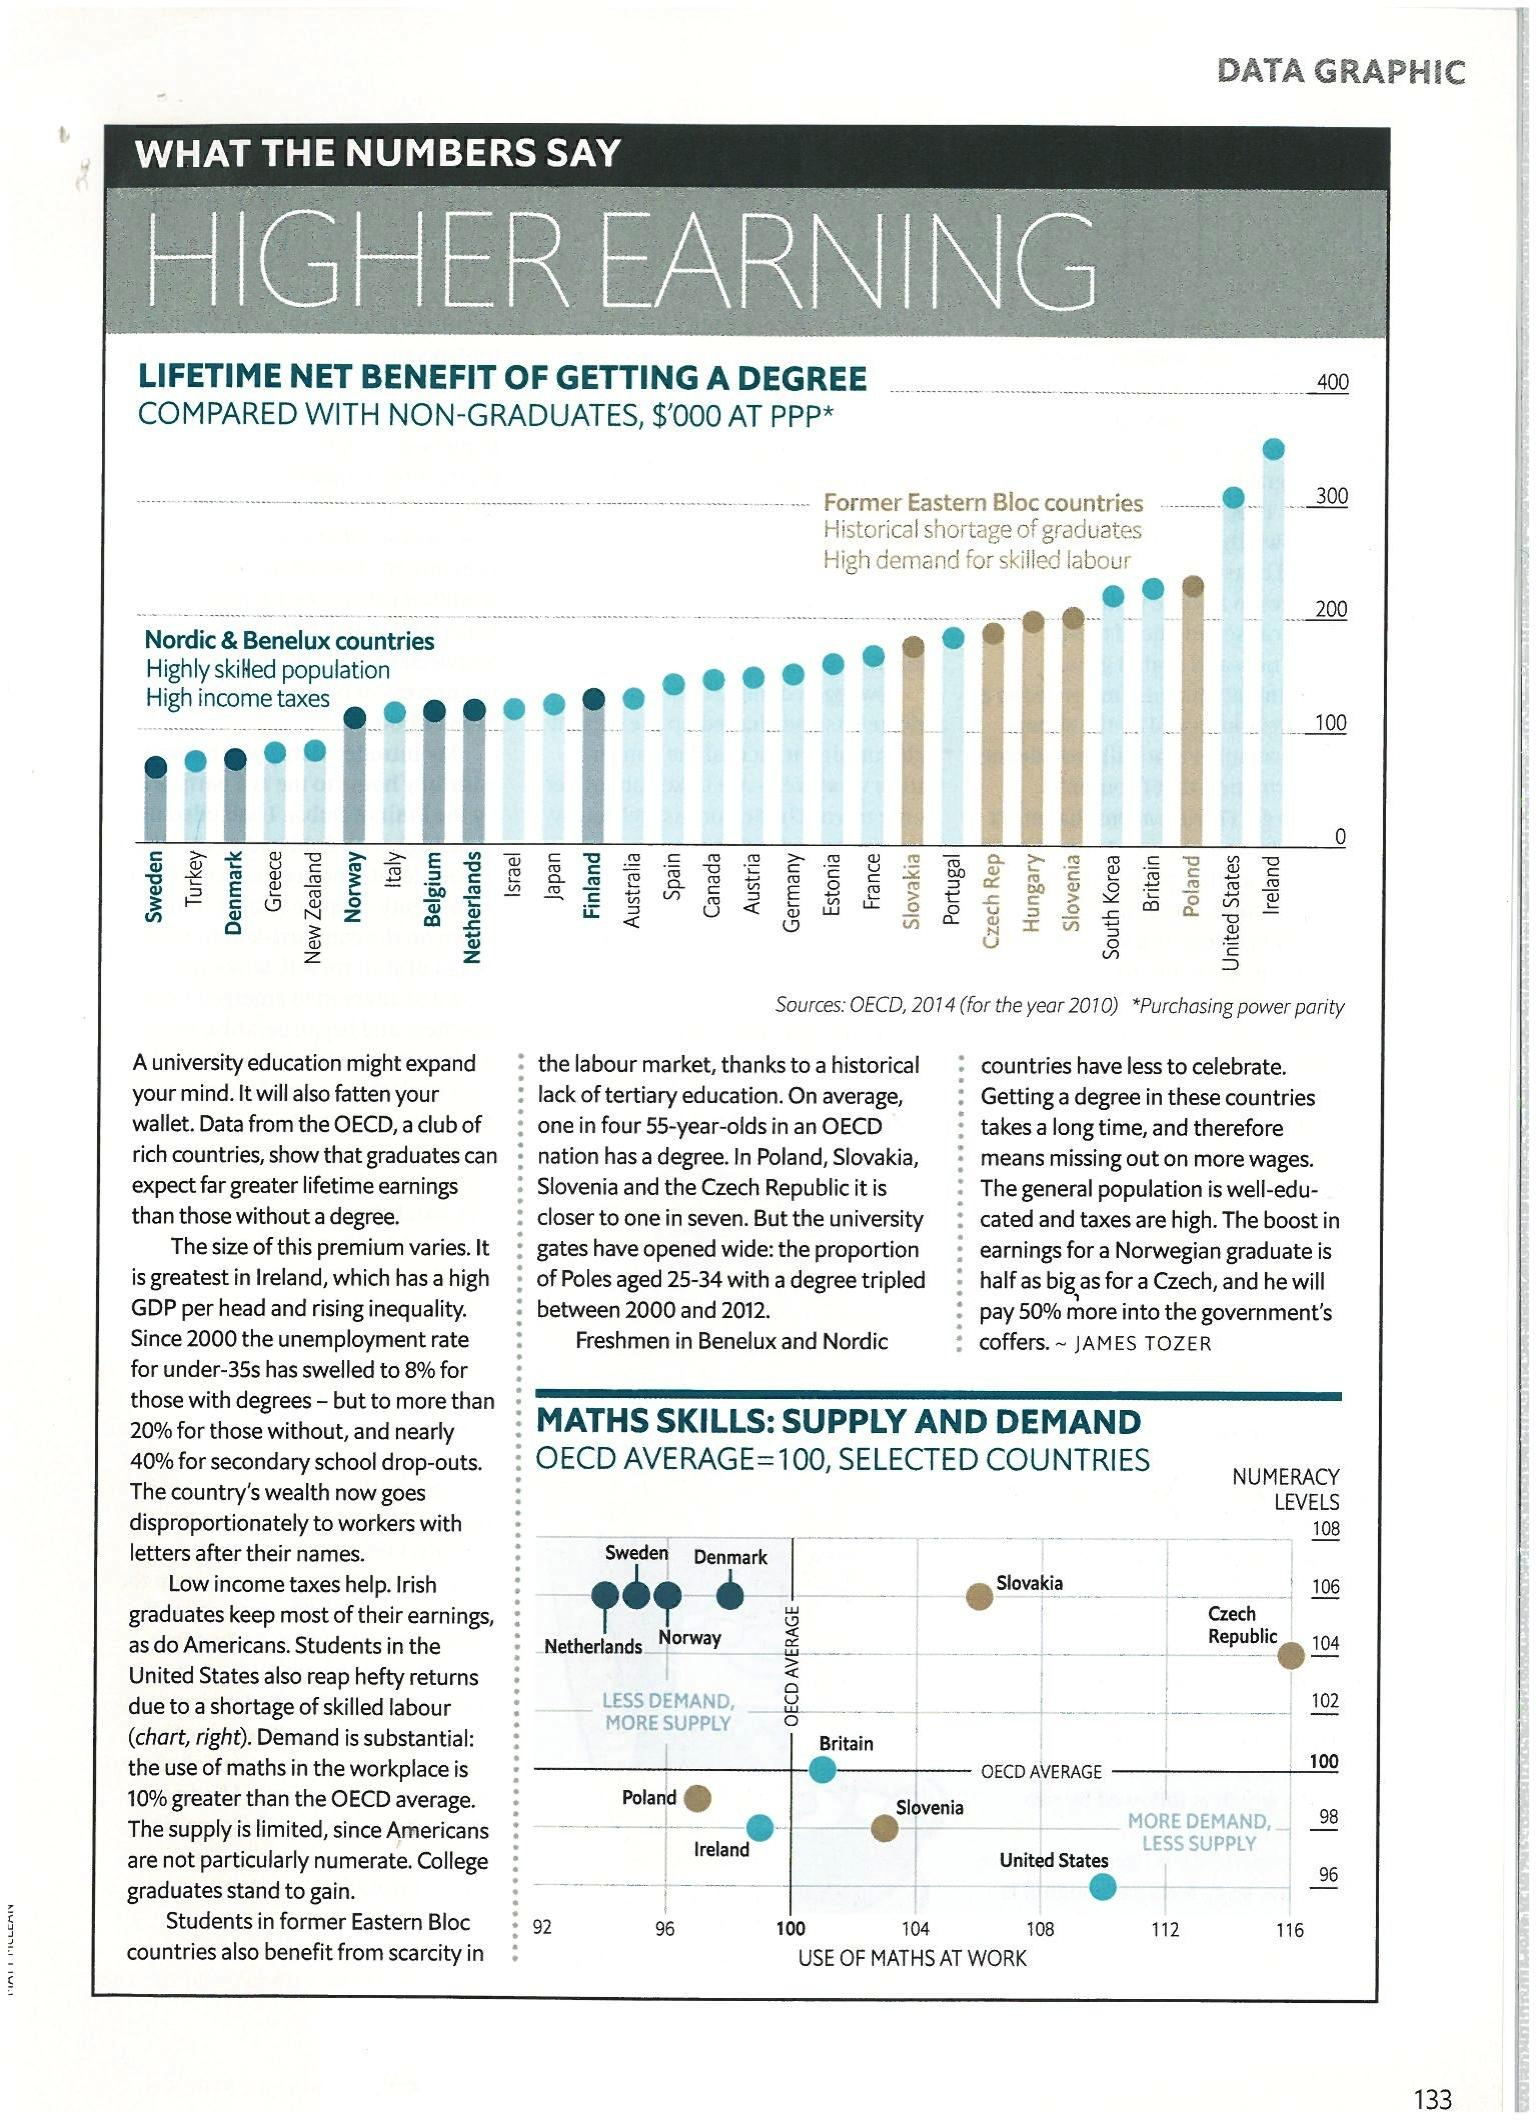 DATA GRAPHIC
WHAT THE NUMBERS SAY
HIGHER EARNING
LIFETIME NET BENEFIT OF GETTING A DEGREE
COMPARED WITH NON-GRADUATES, $'000 AT PPP*
400
300
200
100
0
Former Eastern Bloc countries
Historical shortage of graduates
High demand for skilled labour
Nordic & Benelux countries
Highly skilled population
High income taxes
Sweden
Turkey
Denmark
Greece
New Zealand
Norway
Italy
Belgium
Netherlands
Israel
Japan
Finland
Australia
Spain
Canada
Austria
Germany
Estonia
France
Slovakia
Portugal
Czech Rep
Hungary
Slovenia
South Korea
Britain
Poland
United States
Ireland
Sources: OECD, 2014 (for the year 2010) *Purchasing power parity
A university education might expand
your mind. It will also fatten your
wallet. Data from the OECD, a club of
rich countries, show that graduates can
expect far greater lifetime earnings
than those without a degree.
The size of this premium varies. It
is greatest in Ireland, which has a high
GDP per head and rising inequality.
Since 2000 the unemployment rate
for under-35s has swelled to 8% for
those with degrees – but to more than
20% for those without, and nearly
40% for secondary school drop-outs.
The country's wealth now goes
disproportionately to workers with
letters after their names.
Low income taxes help. Irish
graduates keep most of their earnings,
as do Americans. Students in the
United States also reap hefty returns
due to a shortage of skilled labour
(chart, right). Demand is substantial:
the use of maths in the workplace is
10% greater than the OECD average.
The supply is limited, since Americans
are not particularly numerate. College
graduates stand to gain.
Students in former Eastern Bloc
countries also benefit from scarcity in
the labour market, thanks to a historical
lack of tertiary education. On average,
one in four 55-year-olds in an OECD
nation has a degree. In Poland, Slovakia,
Slovenia and the Czech Republic it is
closer to one in seven. But the university
gates have opened wide: the proportion
of Poles aged 25-34 with a degree tripled
between 2000 and 2012.
Freshmen in Benelux and Nordic
countries have less to celebrate.
Getting a degree in these countries
takes a long time, and therefore
means missing out on more wages.
The general population is well-edu-
cated and taxes are high. The boost in
earnings for a Norwegian graduate is
half as big as for a Czech, and he will
pay 50% more into the government's
coffers. ~ JAMES TOZER
MATHS SKILLS: SUPPLY AND DEMAND
OECD AVERAGE=100, SELECTED COUNTRIES
NUMERACY
LEVELS
108
106
104
102
100
98
96
Sweden
Denmark
Netherlands
Norway
Slovakia
Czech
Republic
OECD AVERAGE
LESS DEMAND,
MORE SUPPLY
Britain
OECD AVERAGE
Poland
Ireland
Slovenia
MORE DEMAND,
LESS SUPPLY
United States
92
96
100
104
108
112
116
USE OF MATHS AT WORK
133